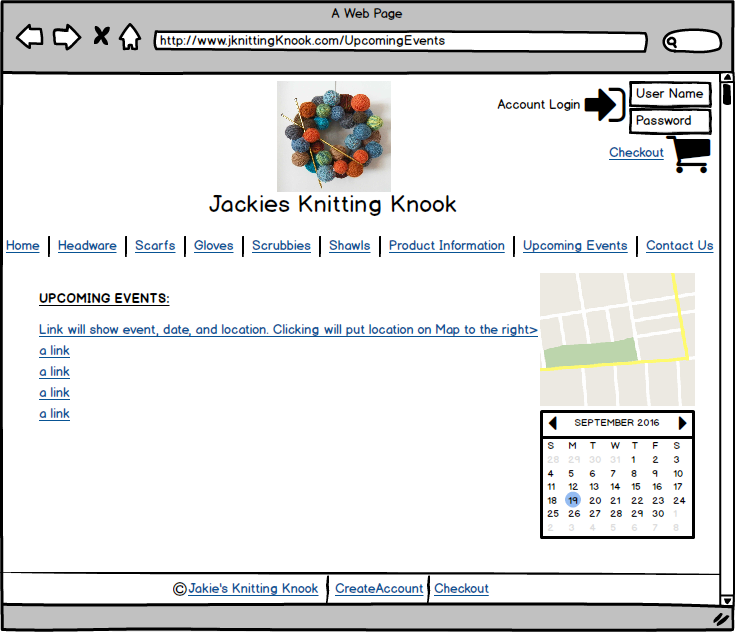 A Web Page
http://www.jknittingKnook.com/UpcomingEvents
Account Login
User Name
Password
Checkout
Jackies Knitting Knook
Home Headware Scarfs Gloves Scrubbies Shawls Product Information Upcoming Events Contact Us
UPCOMING EVENTS:
Link will show event, date, and location. Clicking will put location on Map to the right>
a link
a link
a link
a link
SEPTEMBER 2016
S M T W T F S
28 29 30 31 1 2 3
4 5 6 7 8 9 10
11 12 13 14 15 16 17
18 19 20 21 22 23 24
25 26 27 28 29 30 1
2 3 4 5 6 7 8
©Jakie's Knitting Knook CreateAccount Checkout